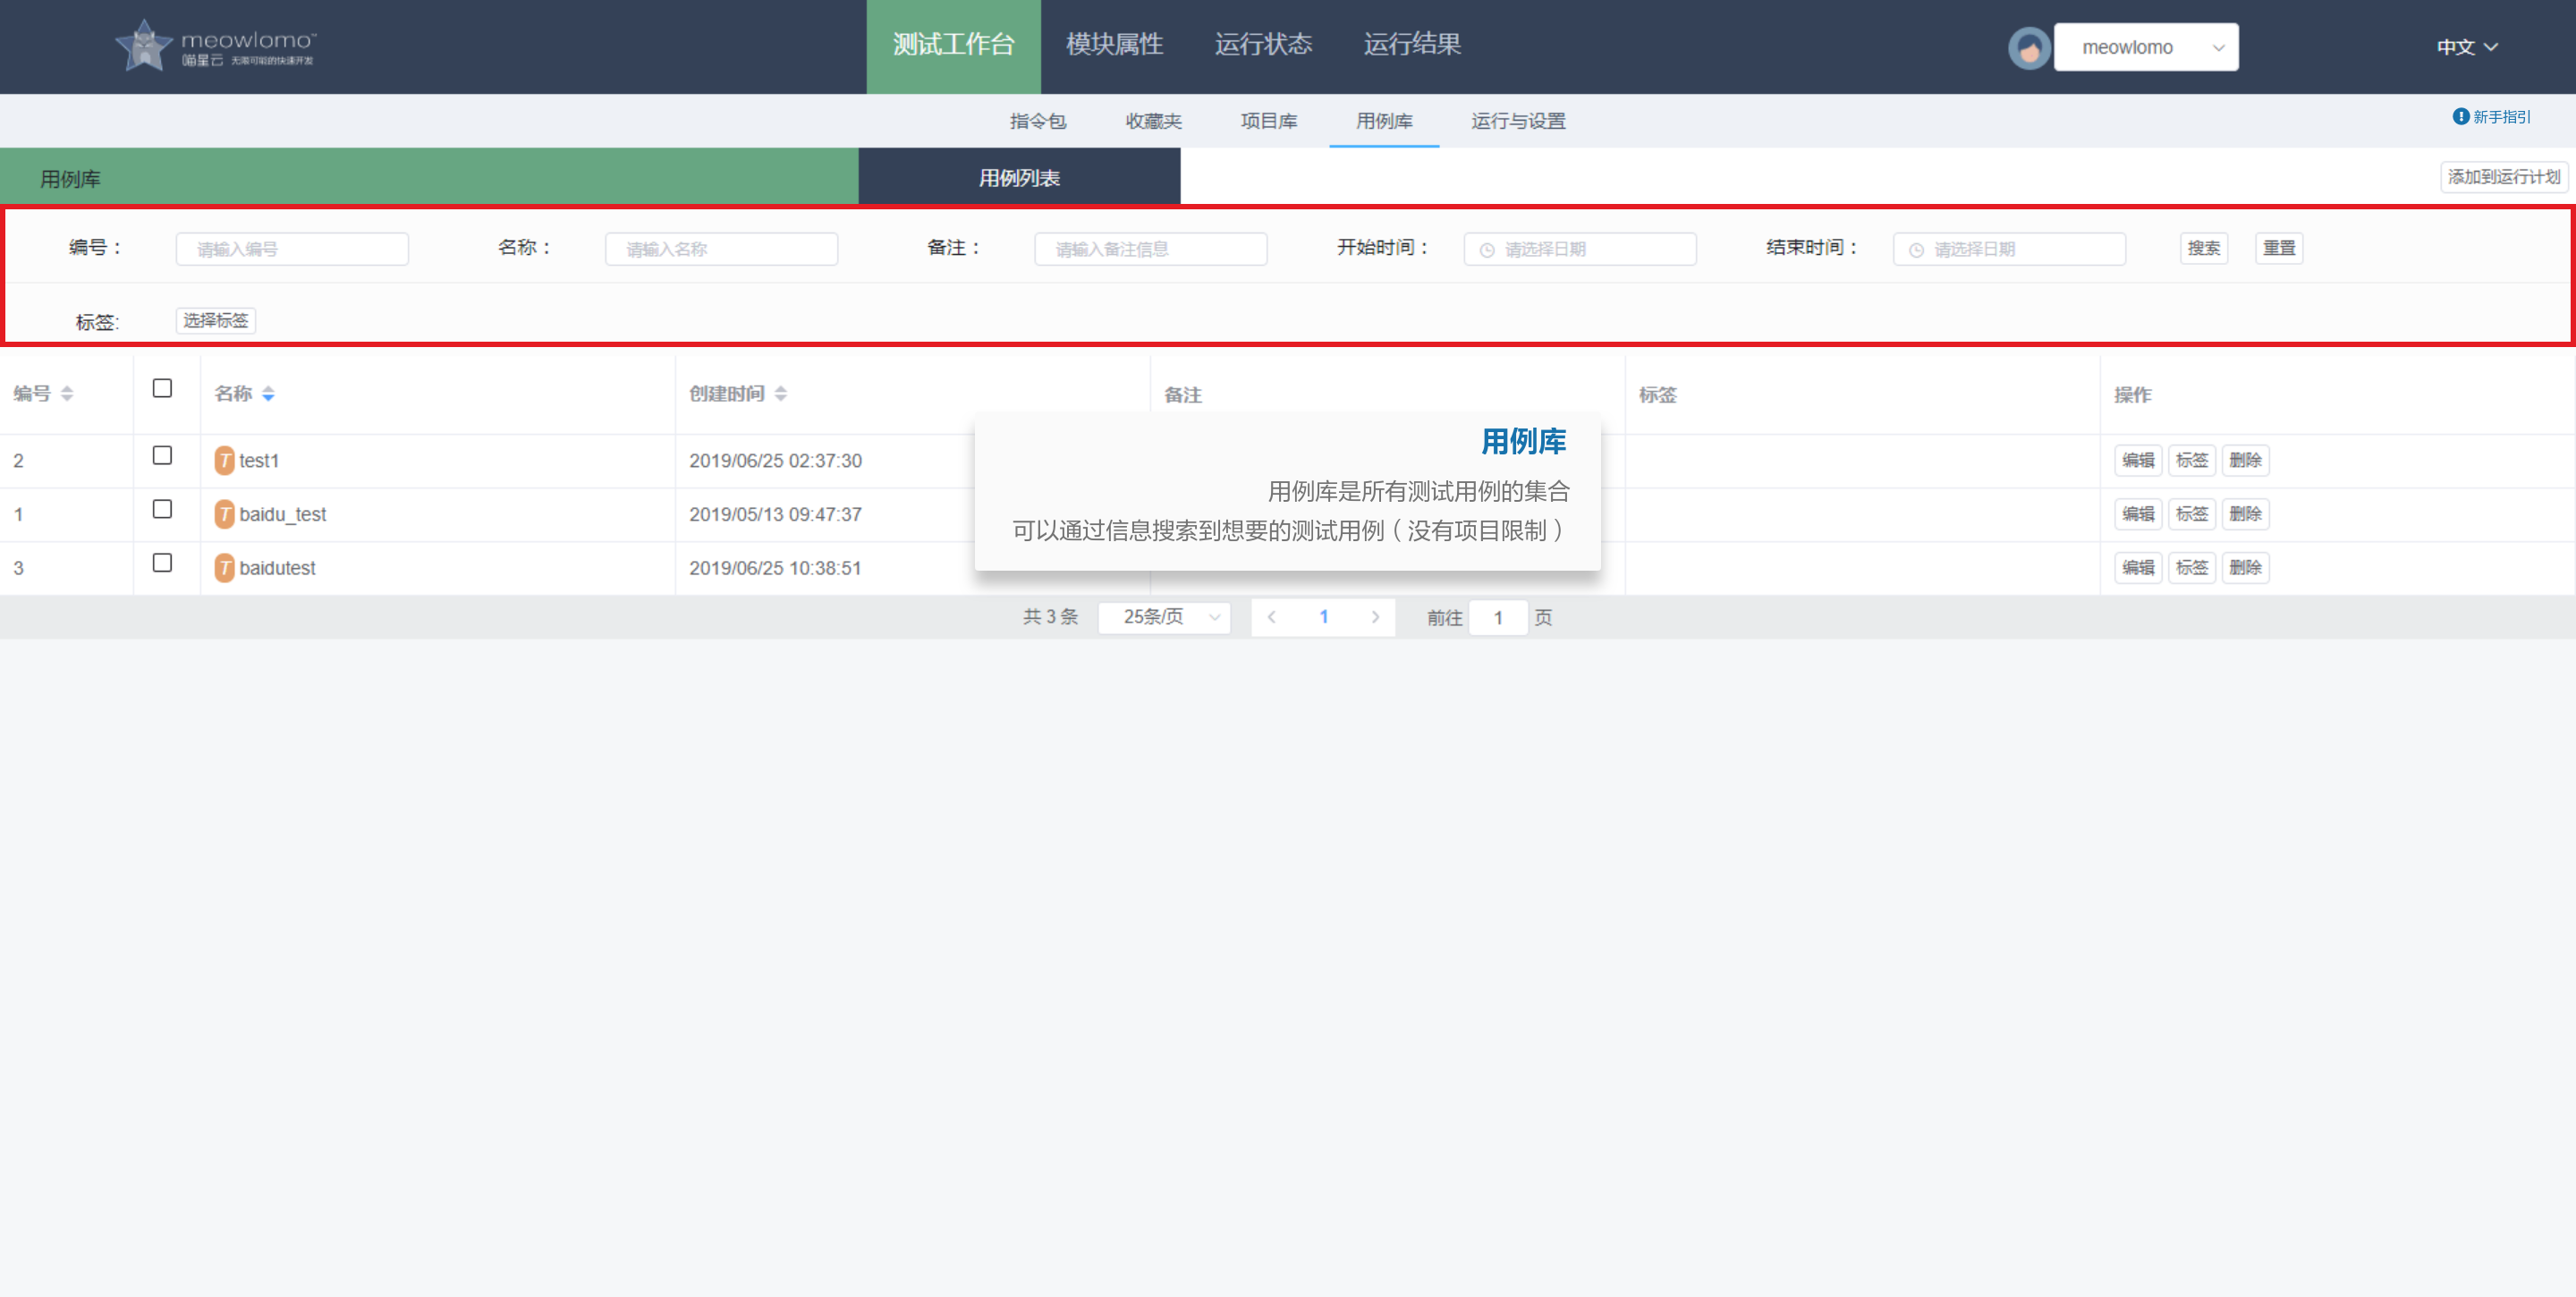 meowlomo™
喵星云 无限可能的快速开发
测试工作台 模块属性 运行状态 运行结果
meowlomo
中文
指令包 收藏夹 项目库 用例库 运行与设置
新手指引
用例库 用例列表 添加到运行计划
编号： 请输入编号 名称： 请输入名称 备注： 请输入备注信息 开始时间： 请选择日期 结束时间： 请选择日期 搜索 重置
标签: 选择标签
编号 名称 创建时间 备注 标签 操作
2 T test1 2019/06/25 02:37:30 编辑 标签 删除
1 T baidu_test 2019/05/13 09:47:37 编辑 标签 删除
3 T baidutest 2019/06/25 10:38:51 编辑 标签 删除
用例库
用例库是所有测试用例的集合
可以通过信息搜索到想要的测试用例（没有项目限制）
共 3 条 25条/页 1 前往 1 页